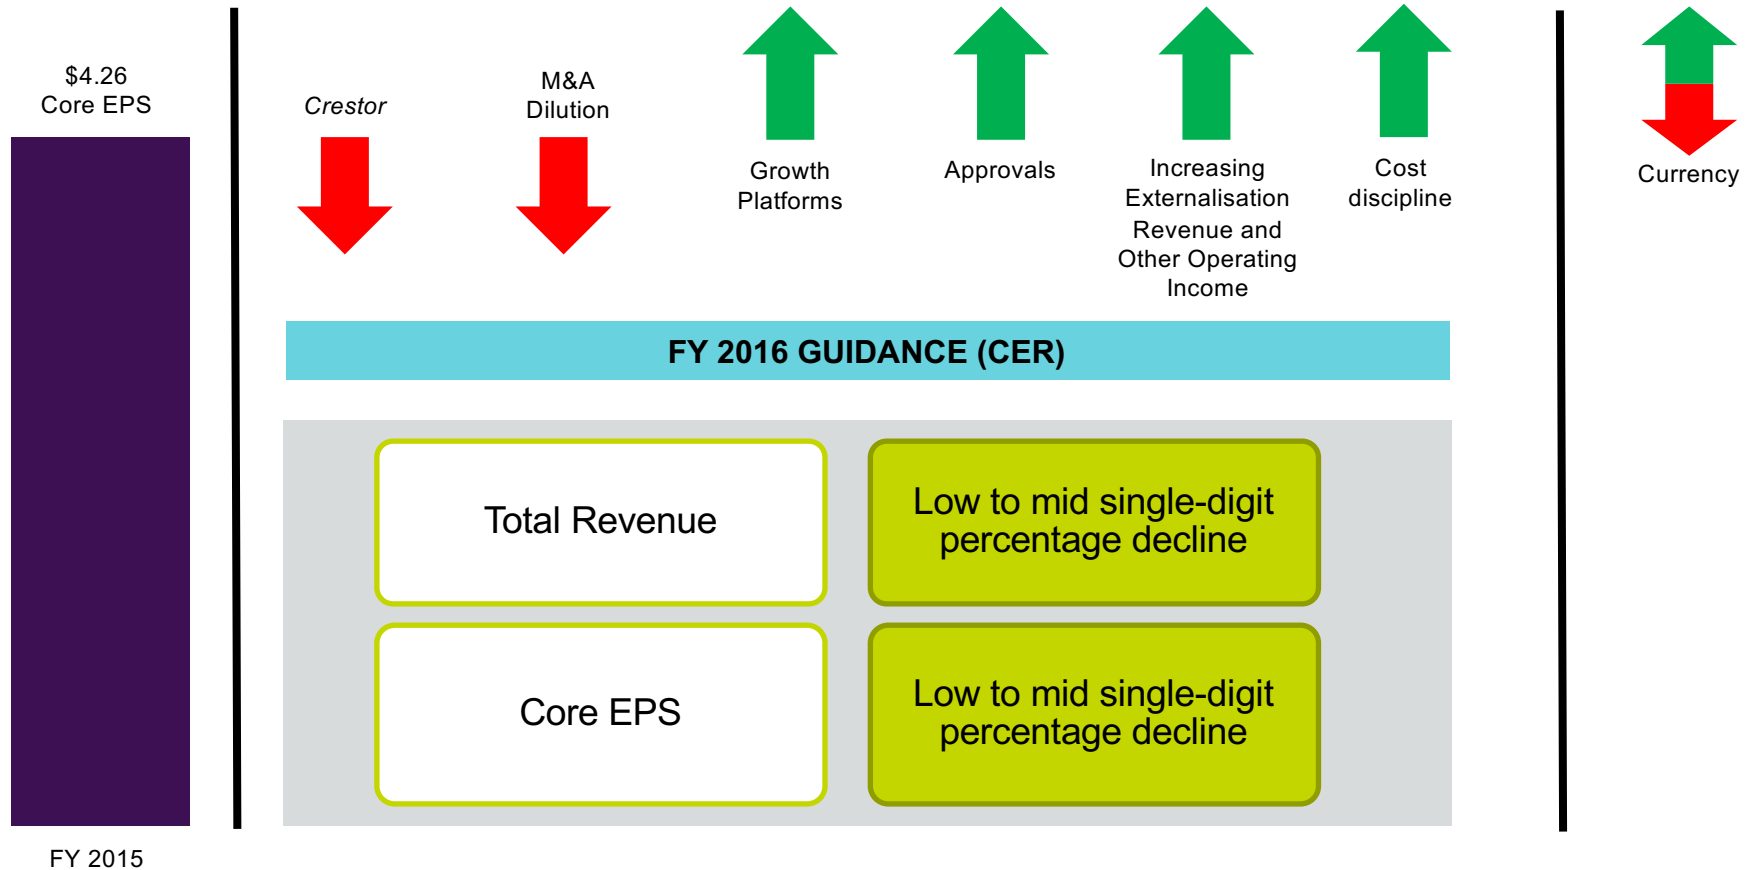 $4.26
Core EPS
Crestor
M&A
Dilution
Growth
Platforms
Approvals
Increasing
Externalisation
Revenue and
Other Operating
Income
Cost
discipline
Currency
FY 2016 GUIDANCE (CER)
Total Revenue
Low to mid single-digit
percentage decline
Core EPS
Low to mid single-digit
percentage decline
FY 2015